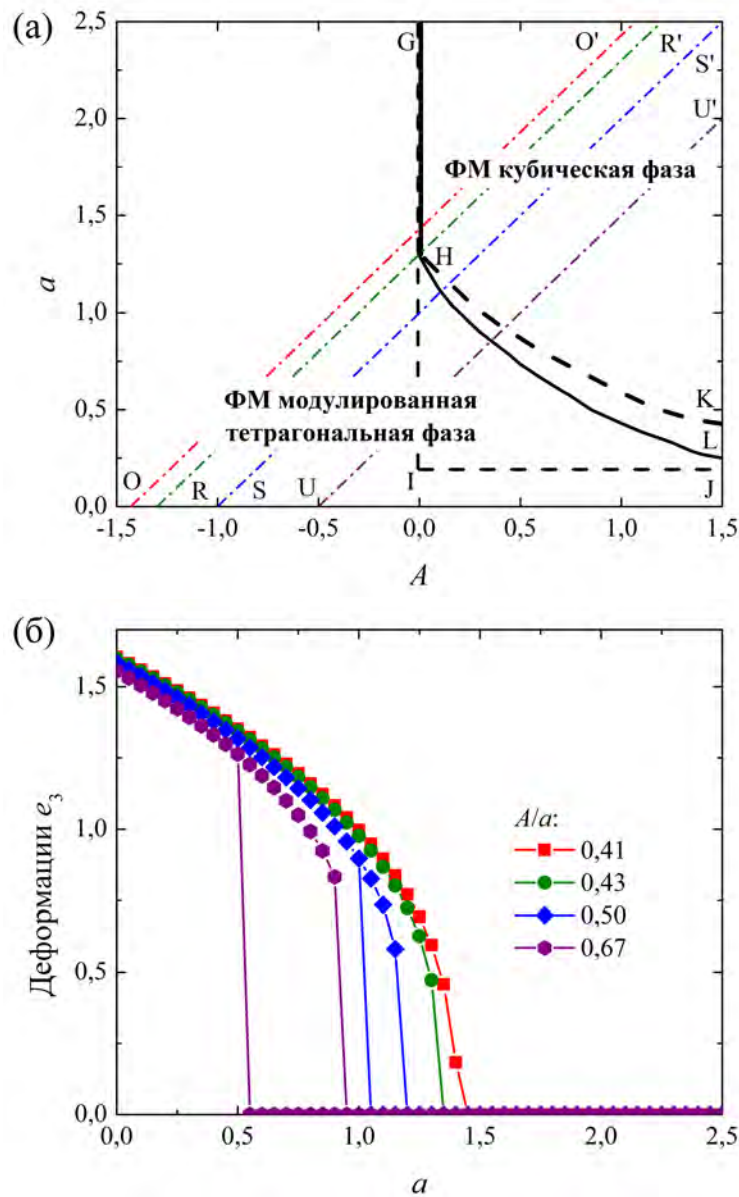 (а)
2,5
2,0
1,5
1,0
0,5
0,0
a
G
O'
R'
S'
U'
ФМ кубическая фаза
H
K
L
ФМ модулированная
тетрагональная фаза
O
R
S
U
I
J
-1,5
-1,0
-0,5
0,0
0,5
1,0
1,5
A
(б)
1,5
1,0
0,5
0,0
Деформации e₃
A/a:
0,41
0,43
0,50
0,67
0,0
0,5
1,0
1,5
2,0
2,5
a